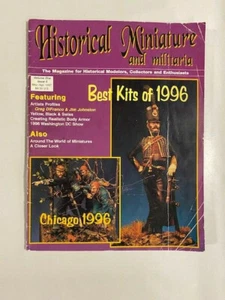 Historical Miniature
and militaria
The Magazine for Historical Modelers, Collectors and Enthusiasts
Featuring
Artists Profiles
Greg DiFranco & Jim Johnston
Yellow, Black & Swiss
Creating Realistic Body Armor
1996 Washington DC Show
Also
Around The World of Miniatures
A Closer Look
Best Kits of 1996
Chicago 1996